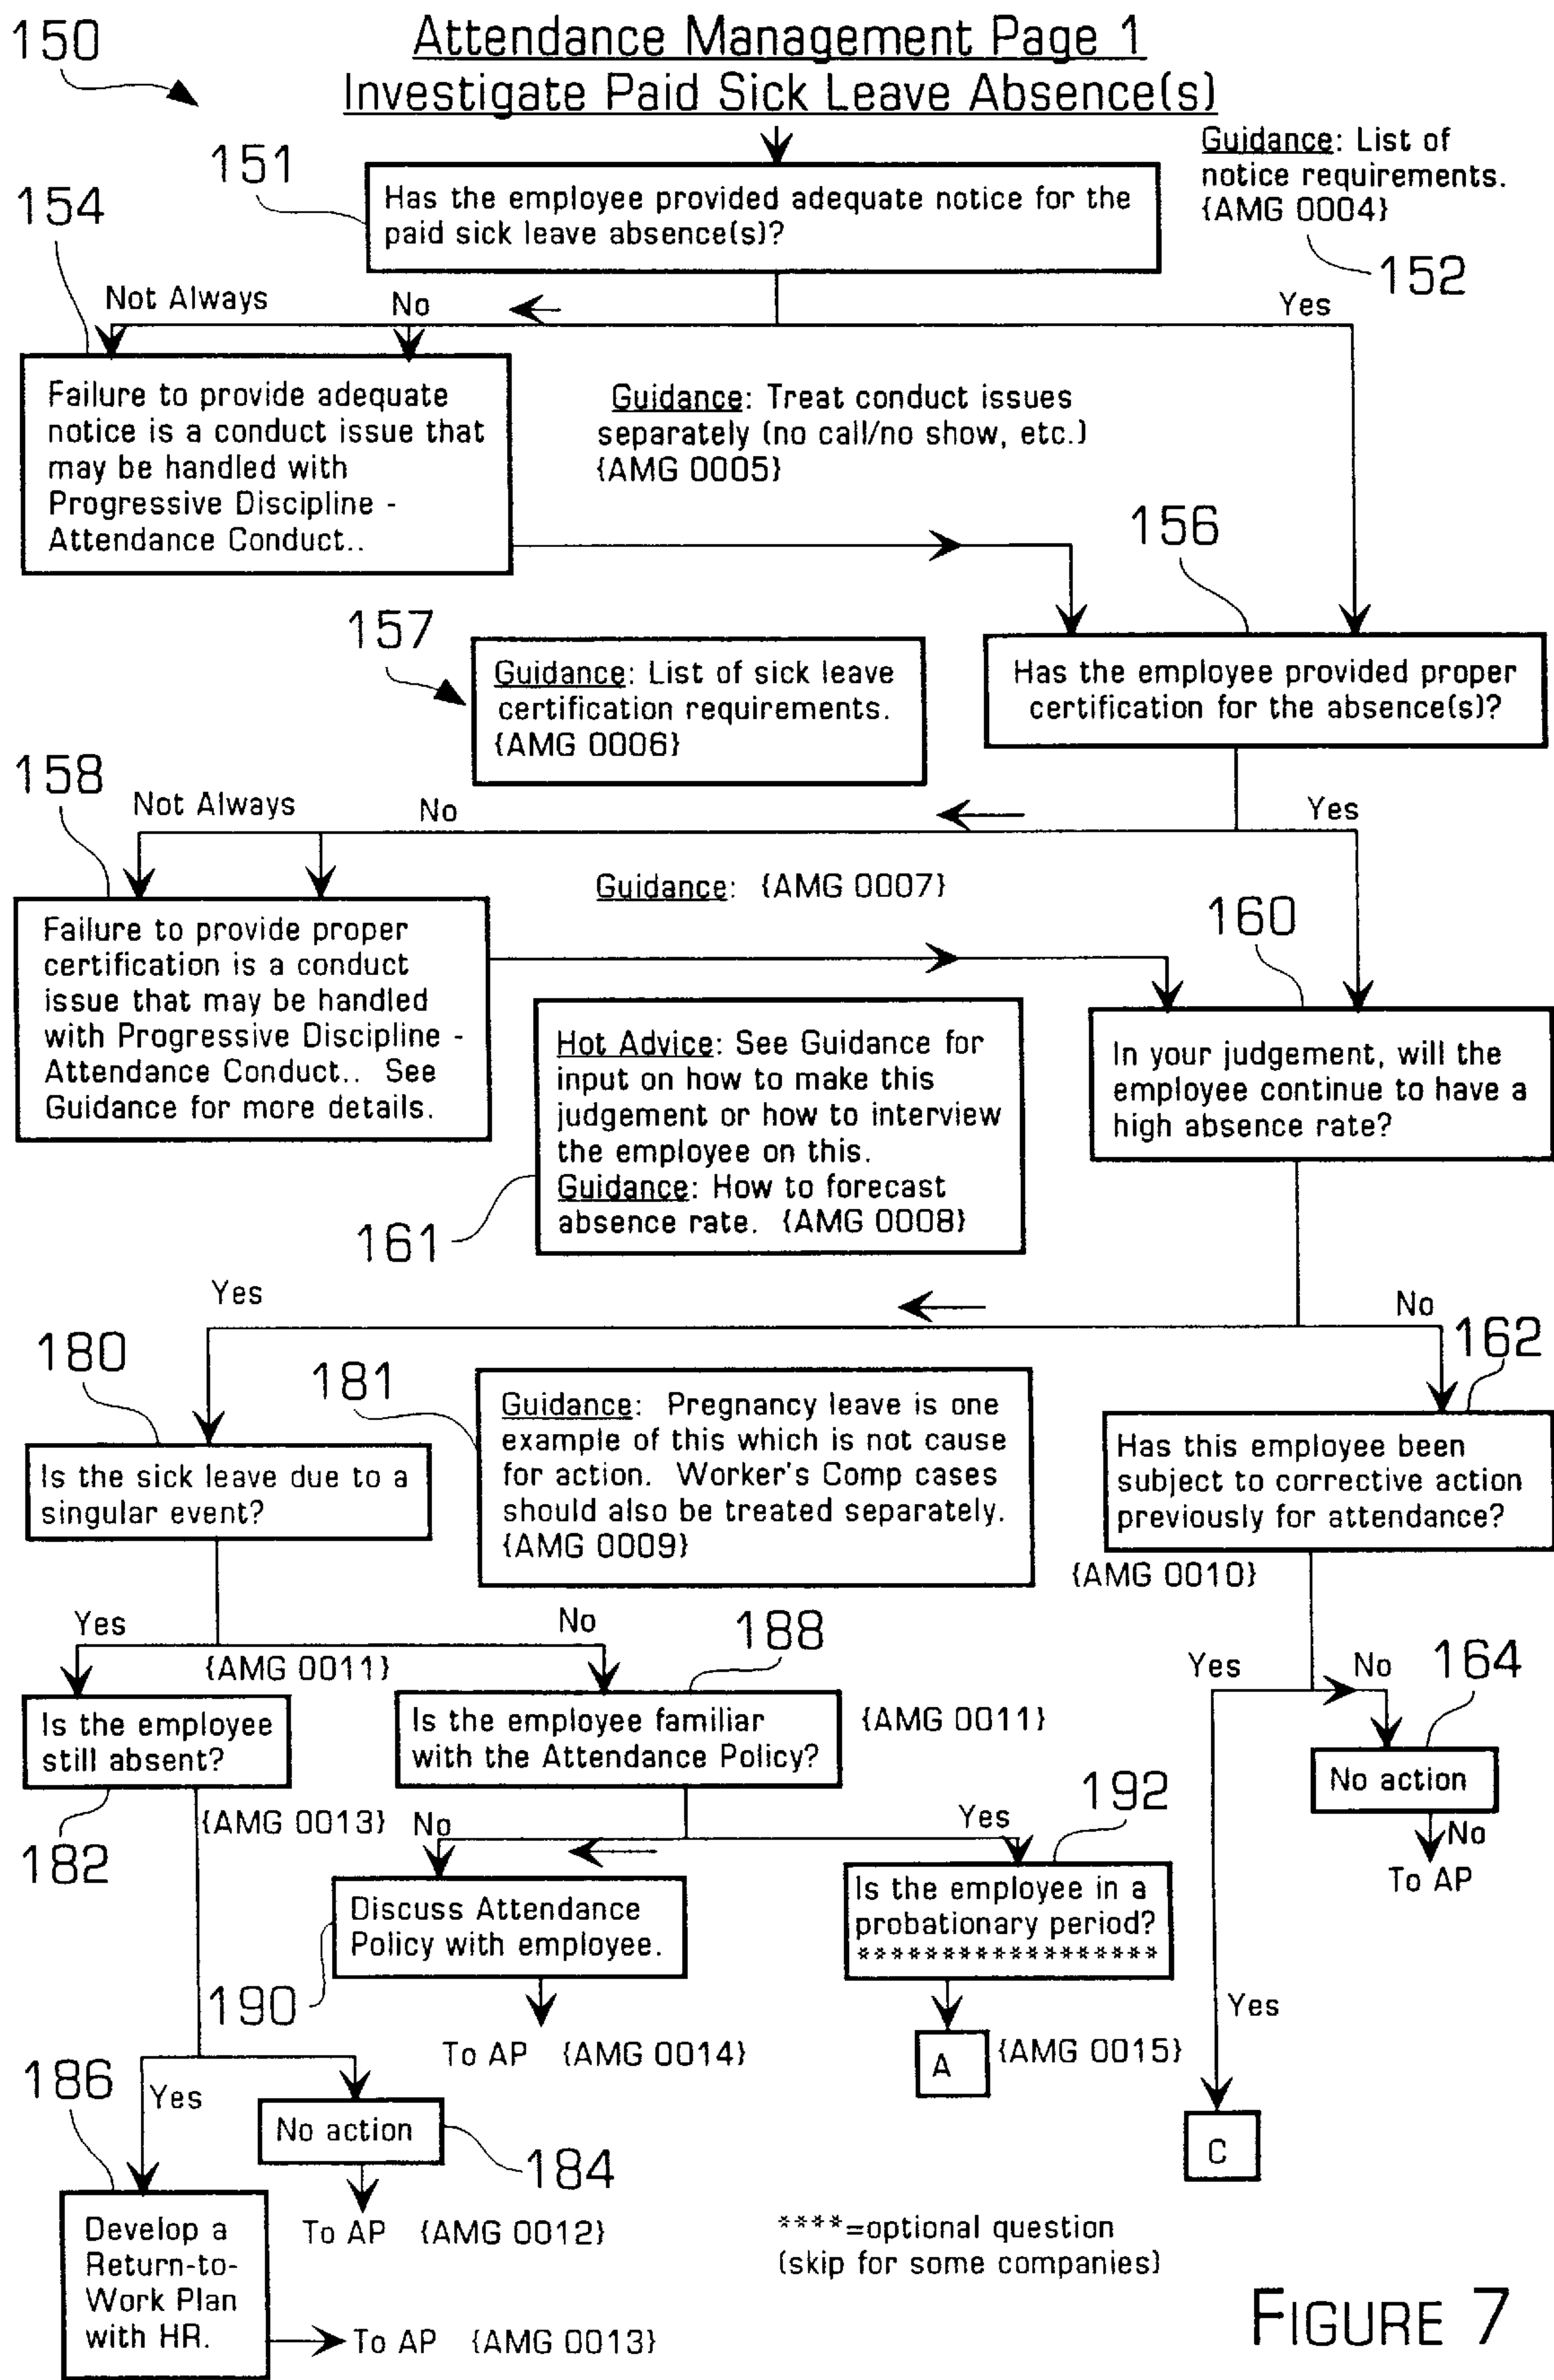 150
Attendance Management Page 1
Investigate Paid Sick Leave Absence(s)
151
Has the employee provided adequate notice for the
paid sick leave absence(s)?
Guidance: List of
notice requirements.
{AMG 0004}
152
154
Not Always
No
Yes
Failure to provide adequate
notice is a conduct issue that
may be handled with
Progressive Discipline -
Attendance Conduct..
Guidance: Treat conduct issues
separately (no call/no show, etc.)
{AMG 0005}
156
157
Guidance: List of sick leave
certification requirements.
{AMG 0006}
Has the employee provided proper
certification for the absence(s)?
158
Not Always
No
Yes
Guidance: {AMG 0007}
Failure to provide proper
certification is a conduct
issue that may be handled
with Progressive Discipline -
Attendance Conduct.. See
Guidance for more details.
160
Hot Advice: See Guidance for
input on how to make this
judgement or how to interview
the employee on this.
Guidance: How to forecast
absence rate. {AMG 0008}
161
In your judgement, will the
employee continue to have a
high absence rate?
Yes
No
180
181
162
Guidance: Pregnancy leave is one
example of this which is not cause
for action. Worker's Comp cases
should also be treated separately.
{AMG 0009}
Is the sick leave due to a
singular event?
Has this employee been
subject to corrective action
previously for attendance?
{AMG 0010}
Yes
No
188
{AMG 0011}
Yes
No
164
Is the employee
still absent?
182
Is the employee familiar
with the Attendance Policy?
{AMG 0011}
No action
No
To AP
{AMG 0013}
No
Yes
192
Discuss Attendance
Policy with employee.
190
Is the employee in a
probationary period?
******************
To AP {AMG 0014}
A
{AMG 0015}
Yes
C
186
Yes
No action
184
Develop a
Return-to-
Work Plan
with HR.
To AP {AMG 0012}
To AP {AMG 0013}
****=optional question
(skip for some companies)
FIGURE 7